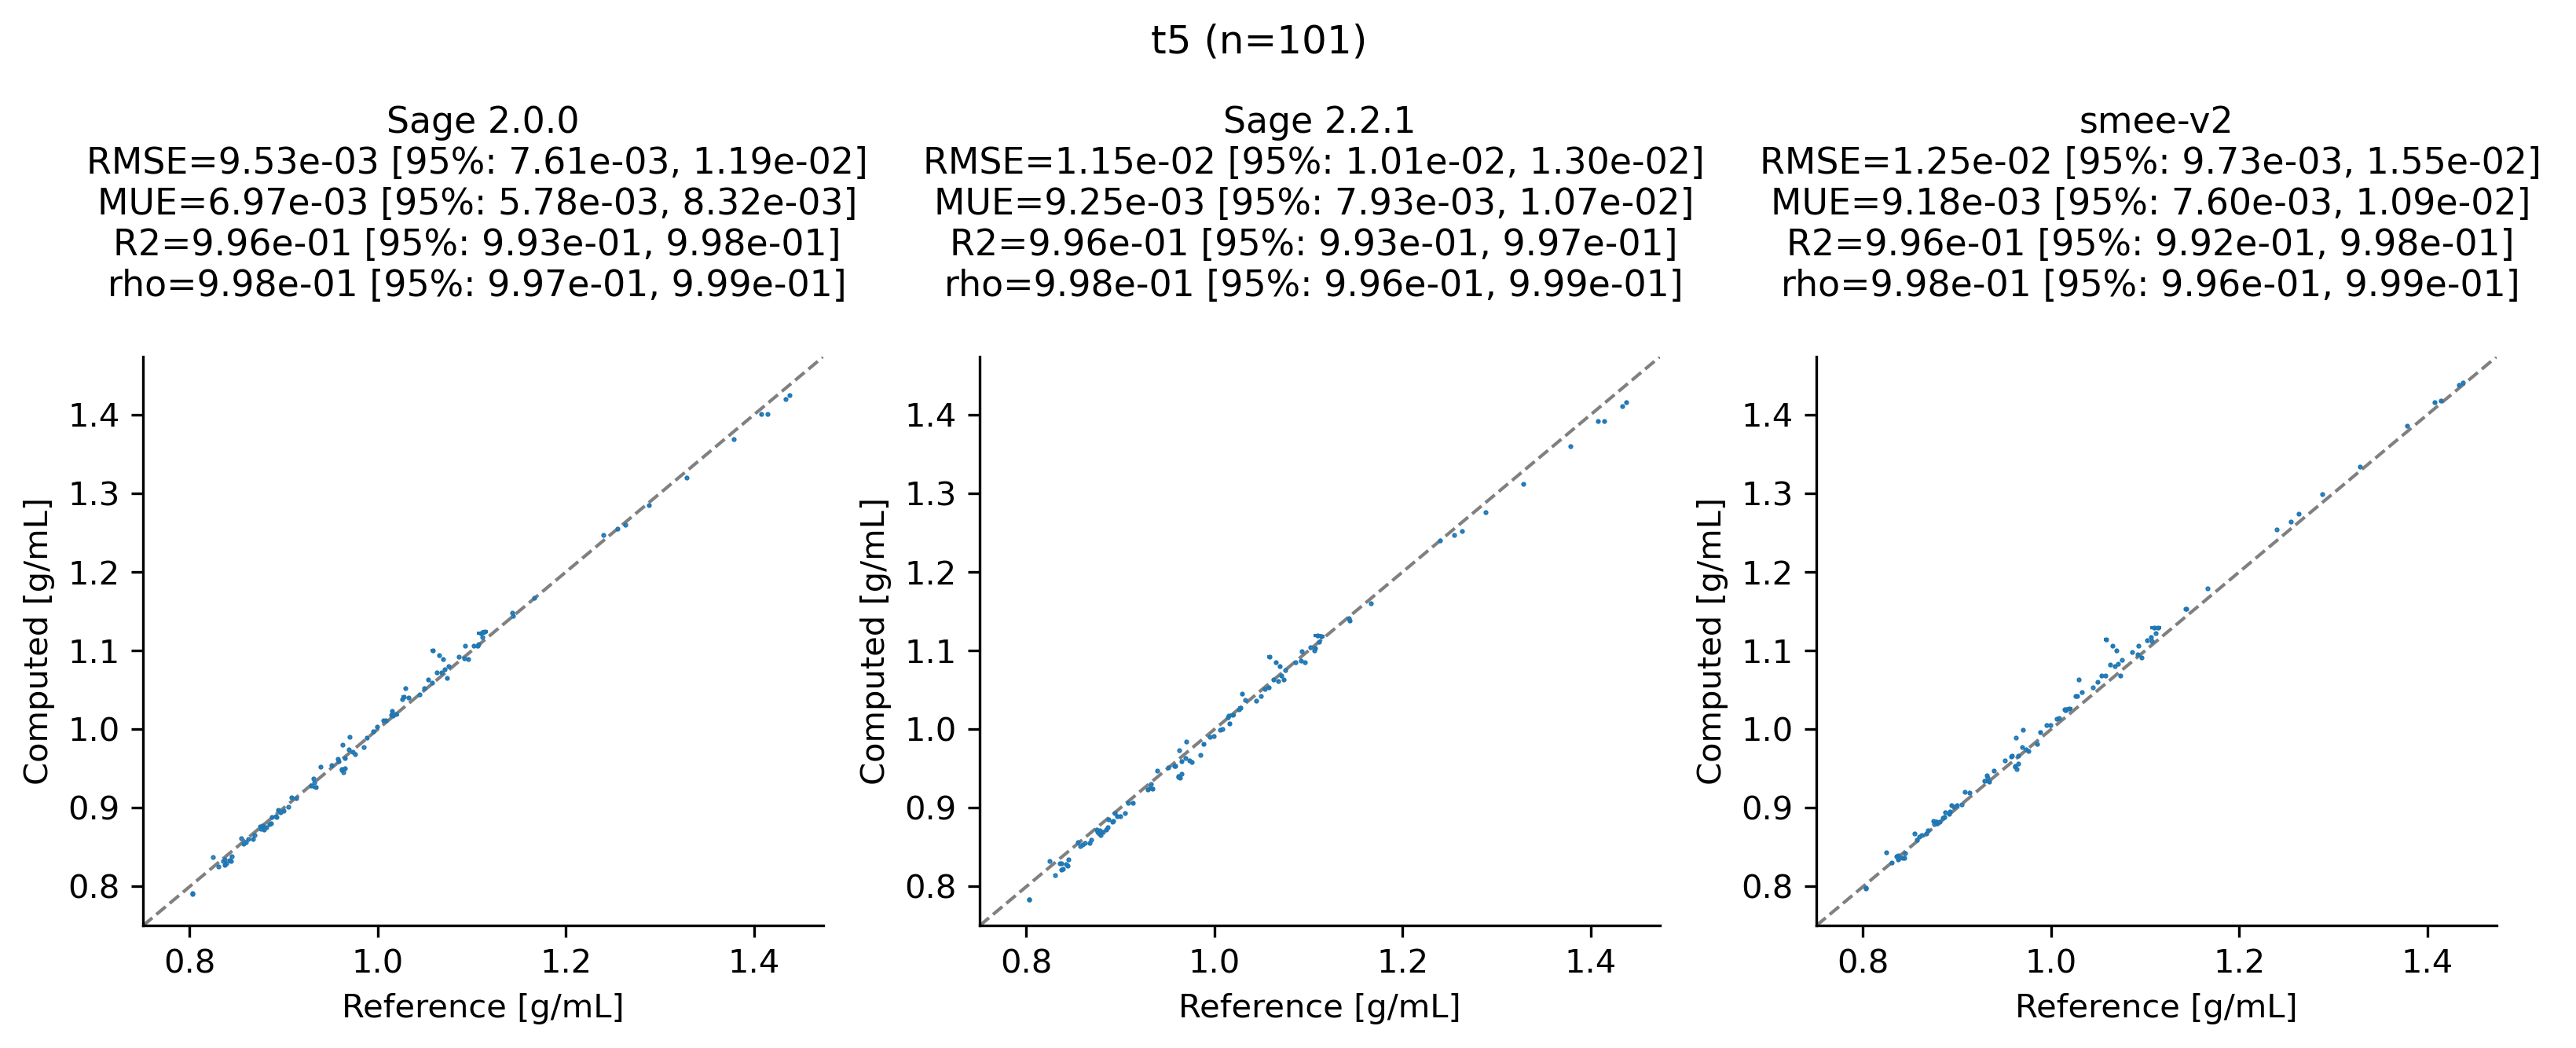 t5 (n=101)
Sage 2.0.0
RMSE=9.53e-03 [95%: 7.61e-03, 1.19e-02]
MUE=6.97e-03 [95%: 5.78e-03, 8.32e-03]
R2=9.96e-01 [95%: 9.93e-01, 9.98e-01]
rho=9.98e-01 [95%: 9.97e-01, 9.99e-01]
1.4
1.3
1.2
1.1
1.0
0.9
0.8
Computed [g/mL]
0.8 1.0 1.2 1.4
Reference [g/mL]
Sage 2.2.1
RMSE=1.15e-02 [95%: 1.01e-02, 1.30e-02]
MUE=9.25e-03 [95%: 7.93e-03, 1.07e-02]
R2=9.96e-01 [95%: 9.93e-01, 9.97e-01]
rho=9.98e-01 [95%: 9.96e-01, 9.99e-01]
1.4
1.3
1.2
1.1
1.0
0.9
0.8
Computed [g/mL]
0.8 1.0 1.2 1.4
Reference [g/mL]
smee-v2
RMSE=1.25e-02 [95%: 9.73e-03, 1.55e-02]
MUE=9.18e-03 [95%: 7.60e-03, 1.09e-02]
R2=9.96e-01 [95%: 9.92e-01, 9.98e-01]
rho=9.98e-01 [95%: 9.96e-01, 9.99e-01]
1.4
1.3
1.2
1.1
1.0
0.9
0.8
Computed [g/mL]
0.8 1.0 1.2 1.4
Reference [g/mL]